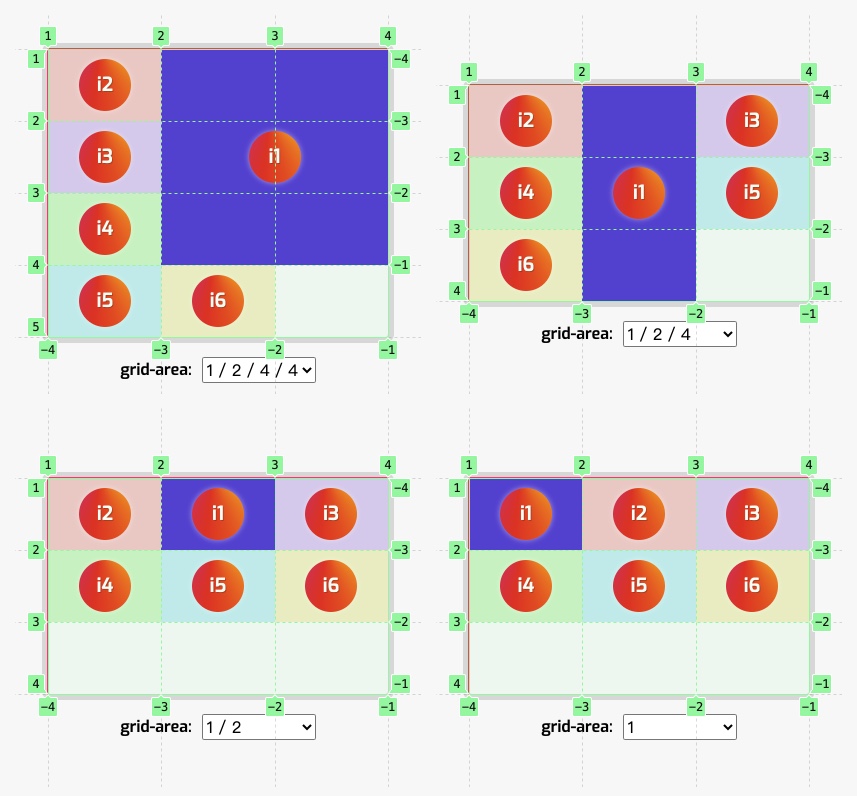 1 2 3 4
1 i2 −4
2 −3
i3 i1
3 −2
i4
4 −1
i5 i6
5
−4 −3 −2 −1
grid-area: 1 / 2 / 4 / 4
1 2 3 4
1 i2 i3 −4
2 −3
i4 i1 i5
3 −2
i6
4 −1
−4 −3 −2 −1
grid-area: 1 / 2 / 4
1 2 3 4
1 i2 i1 i3 −4
2 −3
i4 i5 i6
3 −2
4 −1
−4 −3 −2 −1
grid-area: 1 / 2
1 2 3 4
1 i1 i2 i3 −4
2 −3
i4 i5 i6
3 −2
4 −1
−4 −3 −2 −1
grid-area: 1